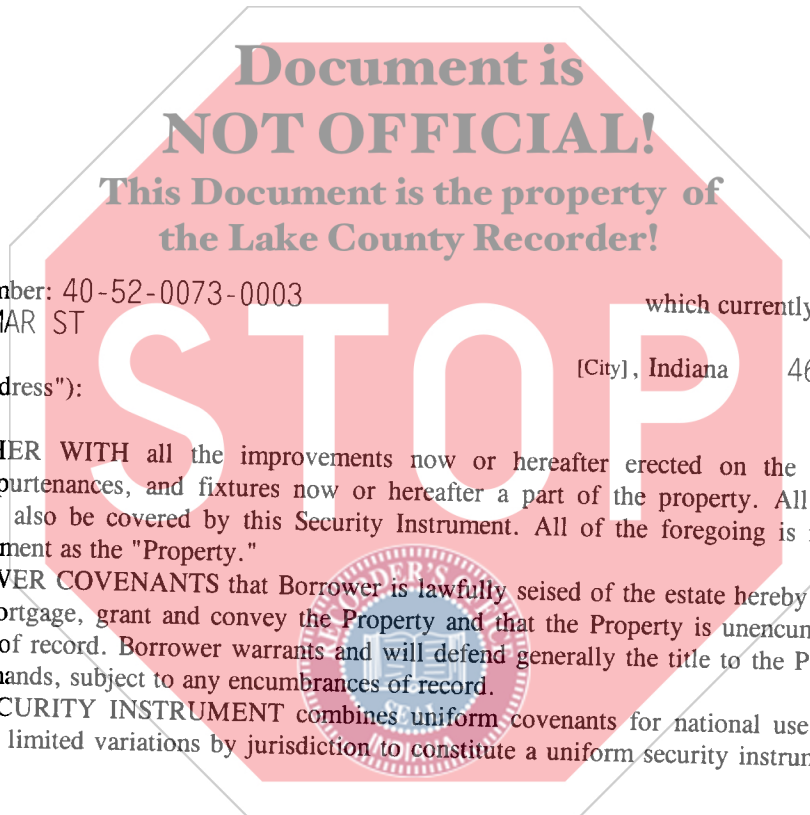 Document is
NOT OFFICIAL!
This Document is the property of
the Lake County Recorder!
nber: 40-52-0073-0003 which currently
MAR ST
[City], Indiana 46
dress"):
STOP
HER WITH all the improvements now or hereafter erected on the
purtenances, and fixtures now or hereafter a part of the property. All
also be covered by this Security Instrument. All of the foregoing is
ment as the "Property."
WER COVENANTS that Borrower is lawfully seised of the estate hereby
ortgage, grant and convey the Property and that the Property is unencum
of record. Borrower warrants and will defend generally the title to the P
nands, subject to any encumbrances of record.
CURITY INSTRUMENT combines uniform covenants for national use
limited variations by jurisdiction to constitute a uniform security instrum
SEAL
INDIANA